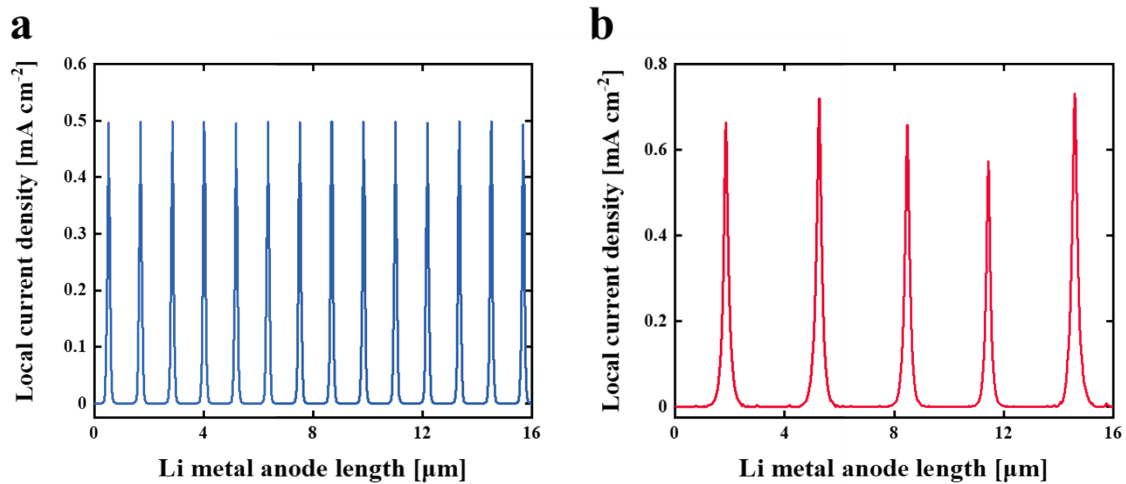 a
Local current density [mA cm⁻²]
0.6
0.5
0.4
0.3
0.2
0.1
0
0 4 8 12 16
Li metal anode length [μm]
b
Local current density [mA cm⁻²]
0.8
0.6
0.4
0.2
0
0 4 8 12 16
Li metal anode length [μm]